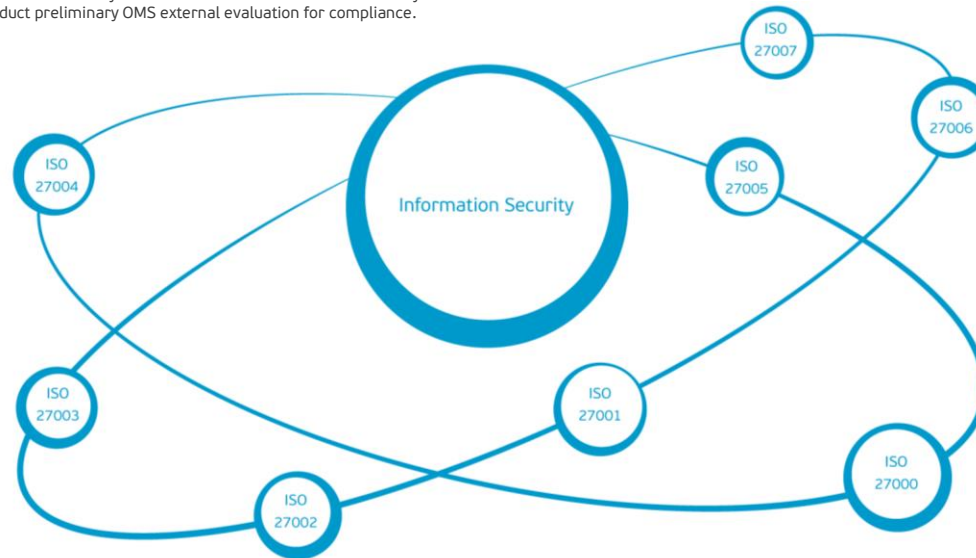 duct preliminary OMS external evaluation for compliance.
ISO
27007
ISO
27006
ISO
27004
ISO
27005
Information Security
ISO
27003
ISO
27001
ISO
27000
ISO
27002